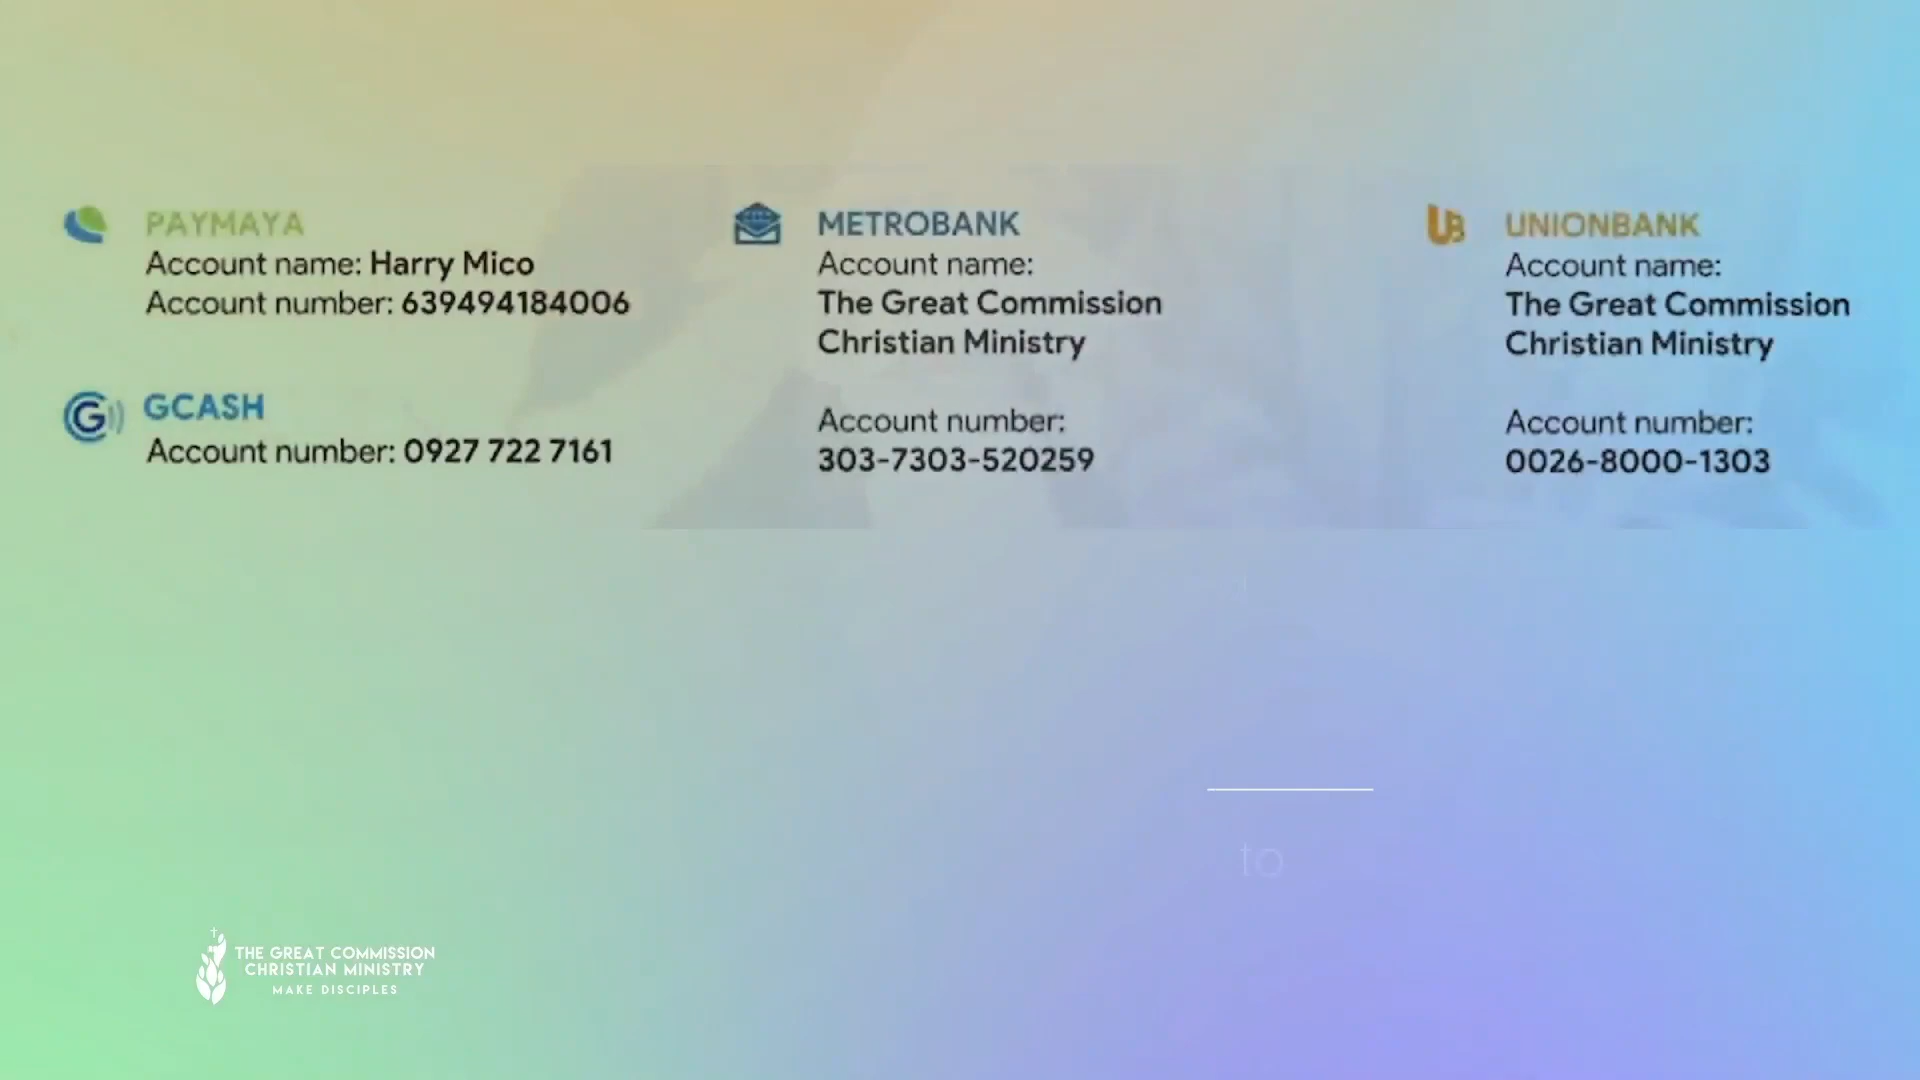 PAYMAYA
Account name: Harry Mico
Account number: 639494184006
GCASH
Account number: 0927 722 7161
METROBANK
Account name:
The Great Commission
Christian Ministry
Account number:
303-7303-520259
UB
UNIONBANK
Account name:
The Great Commission
Christian Ministry
Account number:
0026-8000-1303
to
THE GREAT COMMISSION
CHRISTIAN MINISTRY
MAKE DISCIPLES